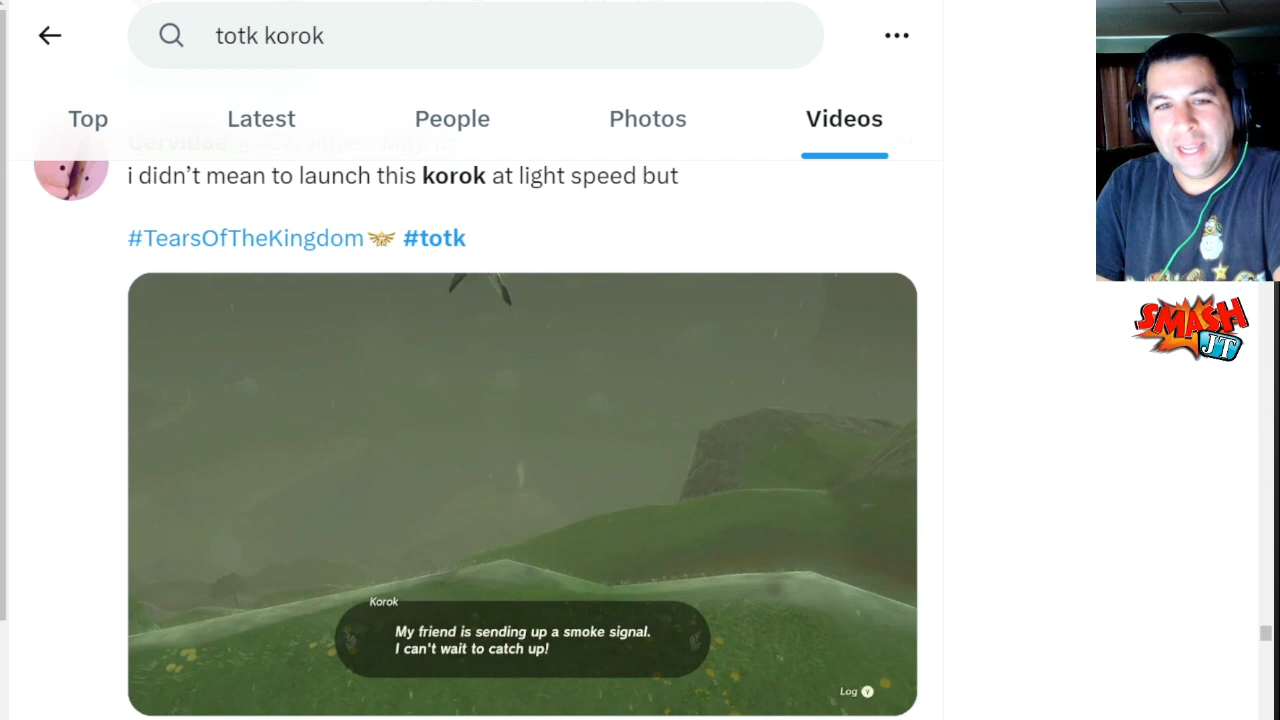 totk korok
Top
Latest
People
Photos
Videos
i didn't mean to launch this korok at light speed but
#TearsOfTheKingdom #totk
Korok
My friend is sending up a smoke signal.
I can't wait to catch up!
Log Y
SMASH
JT